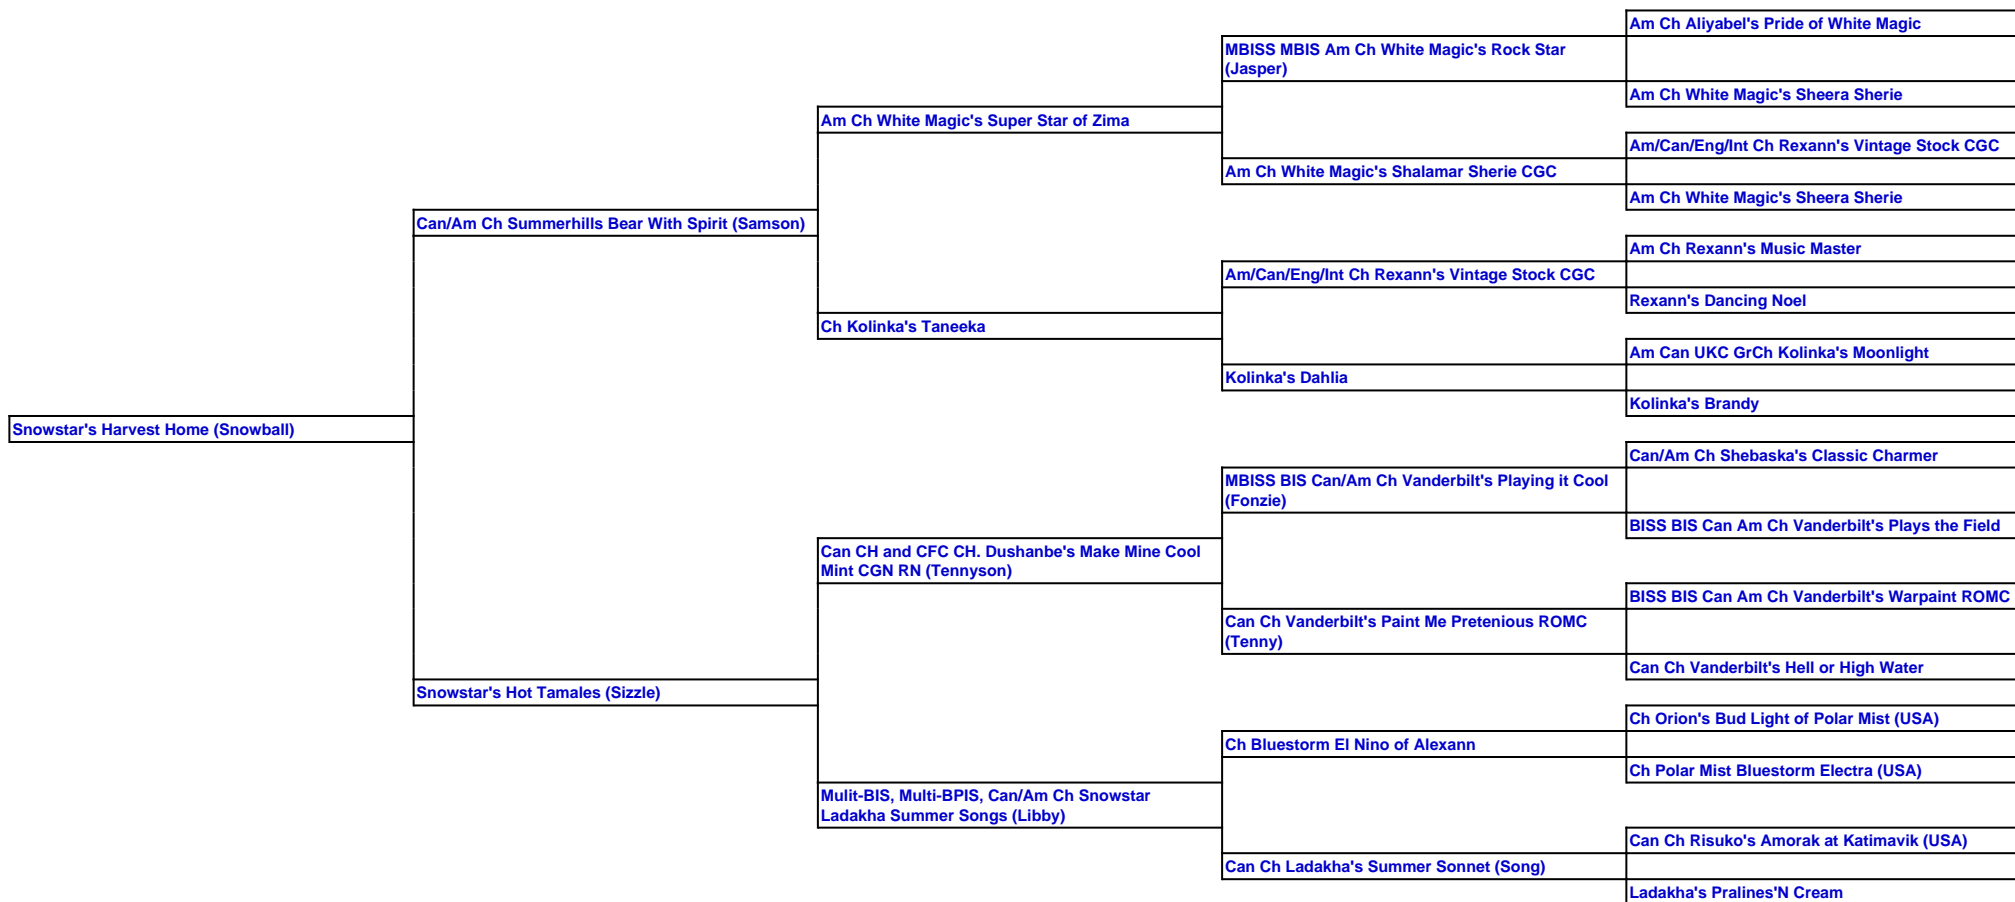 Am Ch Aliyabel's Pride of White Magic
MBISS MBIS Am Ch White Magic's Rock Star
(Jasper)
Am Ch White Magic's Sheera Sherie
Am Ch White Magic's Super Star of Zima
Am/Can/Eng/Int Ch Rexann's Vintage Stock CGC
Am Ch White Magic's Shalamar Sherie CGC
Am Ch White Magic's Sheera Sherie
Can/Am Ch Summerhills Bear With Spirit (Samson)
Am Ch Rexann's Music Master
Am/Can/Eng/Int Ch Rexann's Vintage Stock CGC
Rexann's Dancing Noel
Ch Kolinka's Taneeka
Am Can UKC GrCh Kolinka's Moonlight
Kolinka's Dahlia
Kolinka's Brandy
Snowstar's Harvest Home (Snowball)
Can/Am Ch Shebaska's Classic Charmer
MBISS BIS Can/Am Ch Vanderbilt's Playing it Cool
(Fonzie)
BISS BIS Can Am Ch Vanderbilt's Plays the Field
Can CH and CFC CH. Dushanbe's Make Mine Cool
Mint CGN RN (Tennyson)
BISS BIS Can Am Ch Vanderbilt's Warpaint ROMC
Can Ch Vanderbilt's Paint Me Pretenious ROMC
(Tenny)
Can Ch Vanderbilt's Hell or High Water
Snowstar's Hot Tamales (Sizzle)
Ch Orion's Bud Light of Polar Mist (USA)
Ch Bluestorm El Nino of Alexann
Ch Polar Mist Bluestorm Electra (USA)
Mulit-BIS, Multi-BPIS, Can/Am Ch Snowstar
Ladakha Summer Songs (Libby)
Can Ch Risuko's Amorak at Katimavik (USA)
Can Ch Ladakha's Summer Sonnet (Song)
Ladakha's Pralines'N Cream